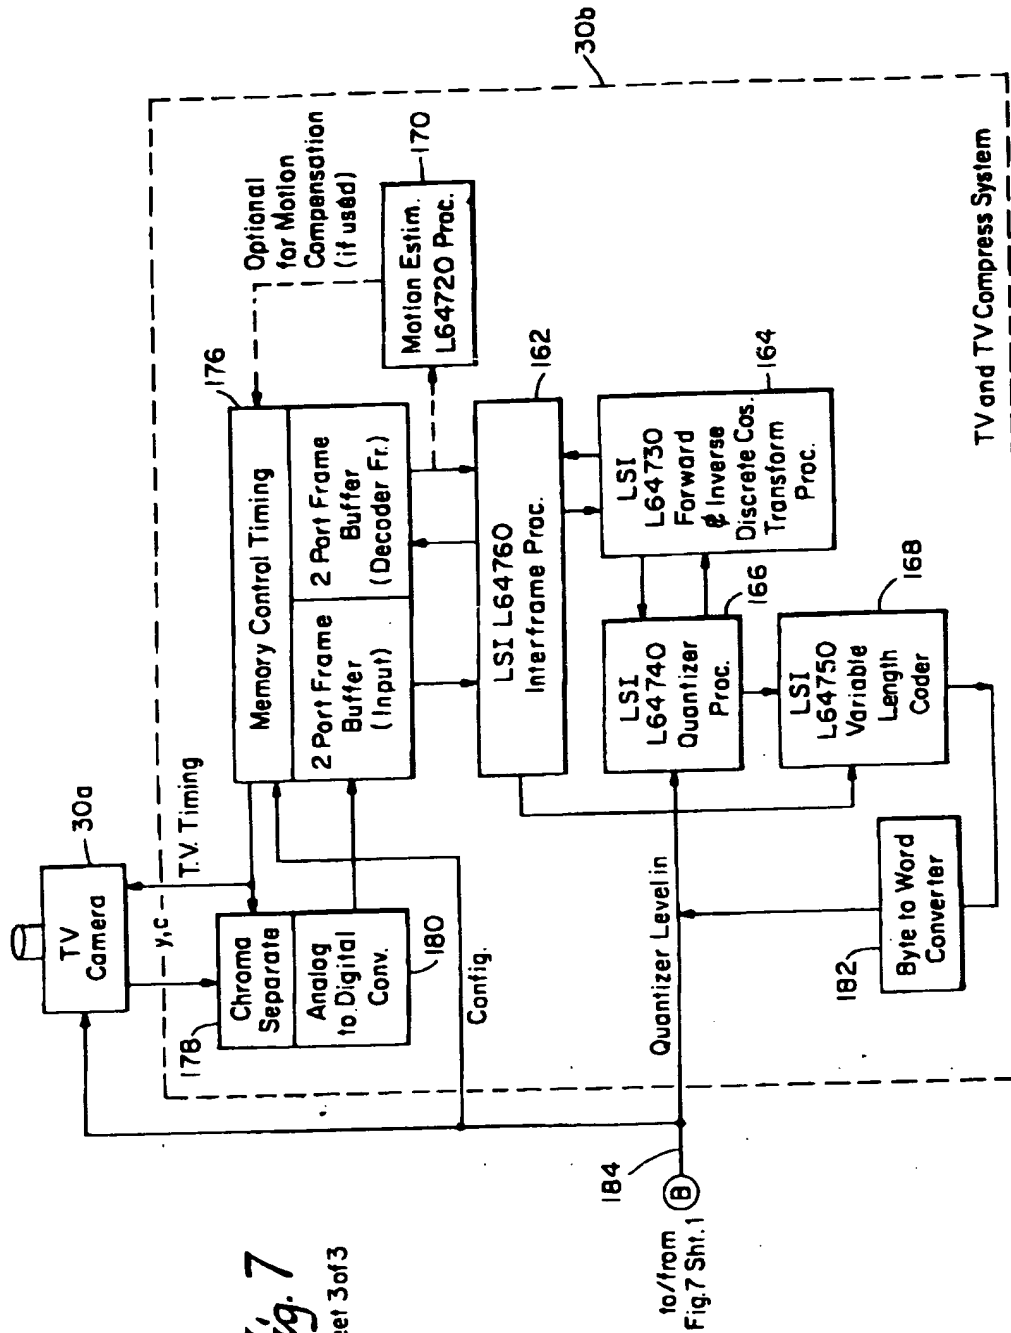 30b
30a
TV
Camera
T.V. Timing
y,c
178
Chroma
Separate
Analog
to Digital
Conv.
180
Config.
176
Memory Control Timing
2 Port Frame
Buffer
(Input)
2 Port Frame
Buffer
(Decoder Fr.)
Optional
for Motion
Compensation
(if used)
170
Motion Estim.
L64720 Proc.
162
LSI L64760
Interframe Proc.
164
LSI
L64730
Forward
& Inverse
Discrete Cos.
Transform
Proc.
166
LSI
L64740
Quantizer
Proc.
168
LSI
L64750
Variable
Length
Coder
182
Byte to Word
Converter
Quantizer Level in
184
B
to/from
Fig.7 Sht.1
TV and TV Compress System
Fig. 7
eet 3 of 3